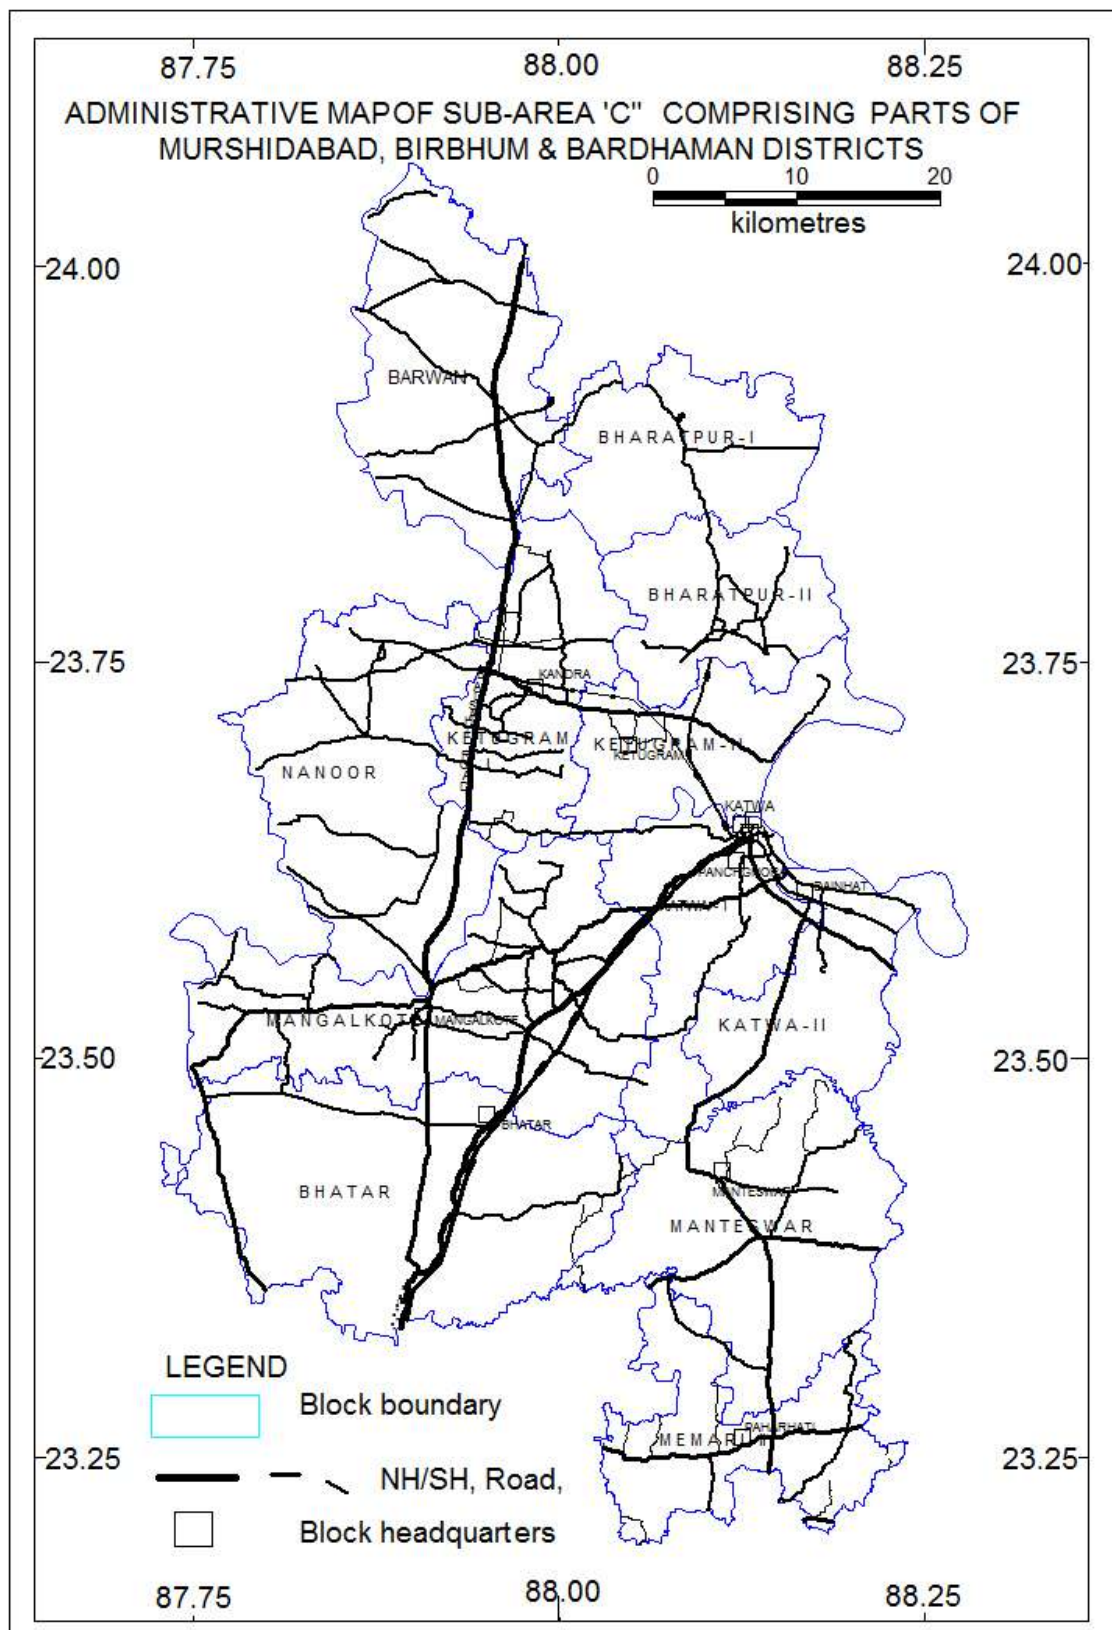 87.75 88.00 88.25
ADMINISTRATIVE MAPOF SUB-AREA 'C" COMPRISING PARTS OF
MURSHIDABAD, BIRBHUM & BARDHAMAN DISTRICTS
0 10 20
kilometres
24.00 24.00
BARWAN
BHARATPUR-I
BHARATPUR-II
23.75 23.75
KANDRA
KETUGRAM-I
KETUGRAM-II
KETUGRAM
NANOOR
KATWA
PANCHGHORA
DAINHAT
KATWA-I
MANGALKOTE
MANGALKOTE
KATWA-II
23.50 23.50
BHATAR
BHATAR
MANTESWAR
MANTESWAR
LEGEND
Block boundary
PAHARHATI
MEMARI-II
23.25 23.25
NH/SH, Road,
Block headquarters
87.75 88.00 88.25